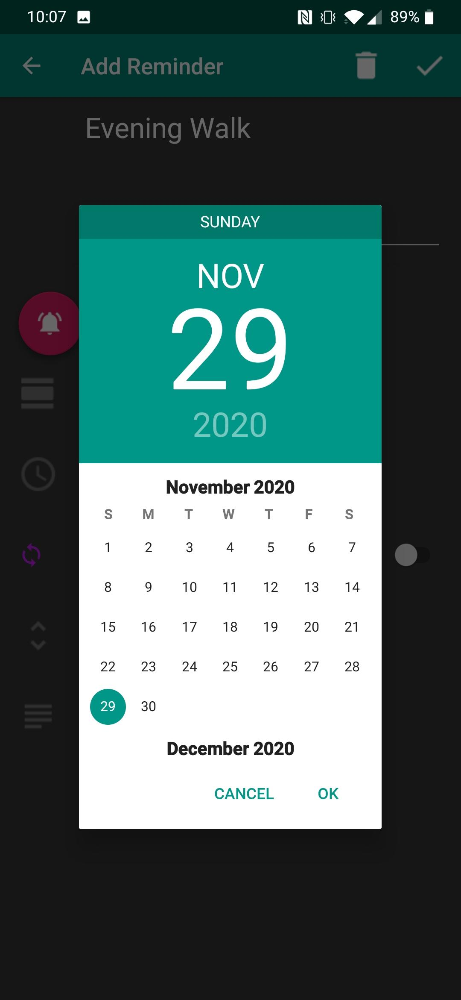 10:07 89%
Add Reminder
Evening Walk
SUNDAY
NOV
29
2020
November 2020
S M T W T F S
1 2 3 4 5 6 7
8 9 10 11 12 13 14
15 16 17 18 19 20 21
22 23 24 25 26 27 28
29 30
December 2020
CANCEL OK